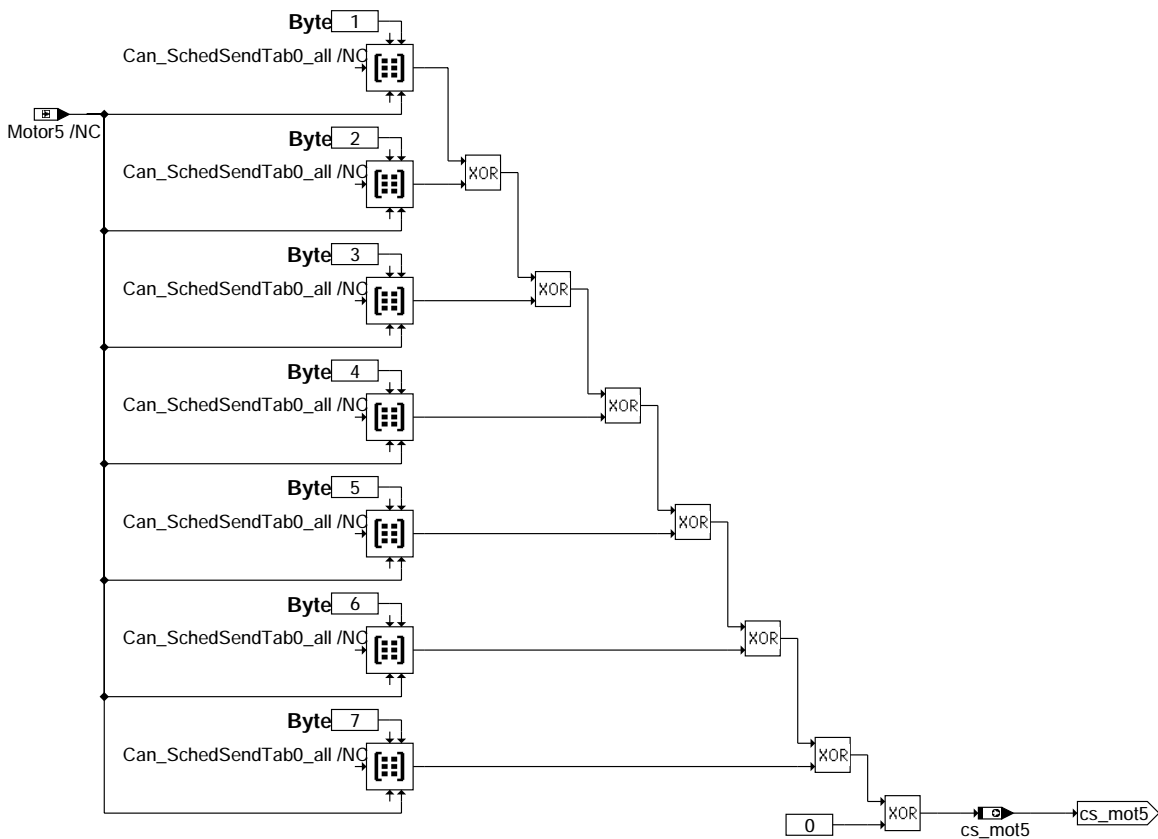 Byte 1
Can_SchedSendTab0_all /NC
Motor5 /NC
Byte 2
Can_SchedSendTab0_all /NC
XOR
Byte 3
Can_SchedSendTab0_all /NC
XOR
Byte 4
Can_SchedSendTab0_all /NC
XOR
Byte 5
Can_SchedSendTab0_all /NC
XOR
Byte 6
Can_SchedSendTab0_all /NC
XOR
Byte 7
Can_SchedSendTab0_all /NC
XOR
XOR
cs_mot5
0
cs_mot5